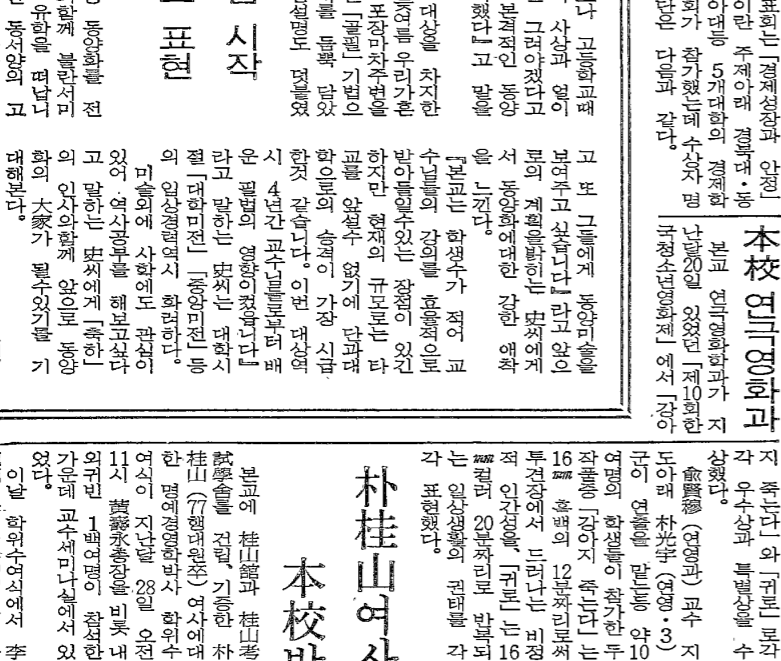 표회는「경제성장과 안정」
이란 주제아래 경북대·동
아대등 5개대학의 경제학
회가 참가했는데 수상자 명
단은 다음과 같다.
本校 연극영화과
본교 연극영화학과가 지
난달20일 있었던「제10회한
국청소년영화제」에서「강아
지 죽는다」와「귀로」로각
각 우수상과 특별상을 수
상했다.
兪賢穆(연영과) 교수 지
도아래 朴光宇(연영·3)
군이 연출을 맡는등 약10
여명의 학생들이 참가한두
작품중「강아지 죽는다」는
16㎜ 흑백의 12분짜리로써
투견장에서 드러나는 비정
적 인간성을,「귀로」는 16
㎜컬러 20분짜리로 반복되
는 일상생활의 권태를 각
각 표현했다.
나 고등학교때
사상과 얼이
그려야겠다고
본격적인 동양
했다』고 말을
대상을 차지한
여름 우리가흔
기법으
포장마차주변을
를 듬뿍 담았
설명도 덧붙였
시작
표현
동양화를 전
함께 불란서미
유학을 떠납니
동서양의 고
고 또 그들에게 동양미술을
보여주고 싶습니다』라고 앞으
로의 계획을밝히는 史씨에게
서 동양화에대한 강한 애착
을 느낀다.
『본교는 학생수가 적어 교
수님들의 강의를 효율적으로
받아들일수있는 장점이 있긴
하지만 현재의 규모로는 타
교를 앞설수 없기에 단과대
학으로의 승격이 가장 시급
한것 같습니다. 이번 대상역
시 4년간 교수님들로부터 배
운 필법의 영향이컸읍니다』
라고 말하는 史씨는 대학시
절「대학미전」「중앙미전」등
의 입상경력역시 화려하다.
미술외에 사학에도 관심이
있어 역사공부를 해보고싶다
고 말하는 史씨에게「축하」
의 인사와함께 앞으로 동양
화의 大家가 될수있기를 기
대해본다.
朴桂山여사
本校
본교에 桂山館과 桂山考
試學舍를 건립, 기증한 朴
桂山(77행대원卒) 여사에대
한 명예경영학박사 학위수
여식이 지난달 28일 오전
11시 黃壽永총장을 비롯 내
외귀빈 1백여명이 참석한
가운데 교수세미나실에서 있
었다.
이날 학위수여식에서 李